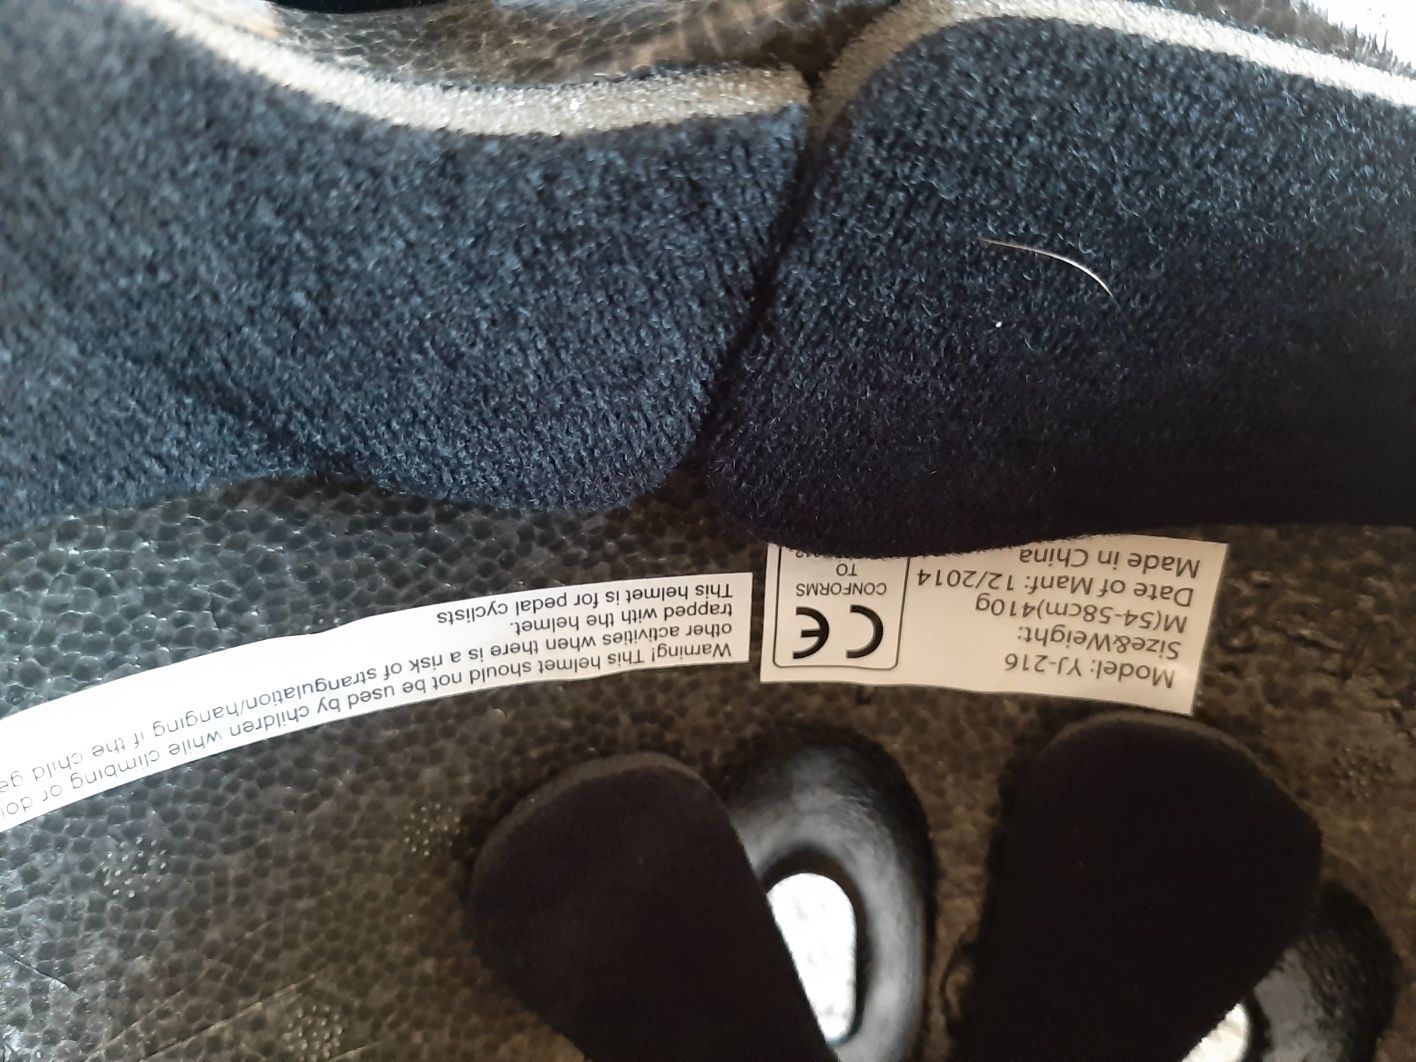 Model: YJ-216
Size&Weight:
M(54-58cm)410g
Date of Manf: 12/2014
Made in China
CE
CONFORMS
TO
Warning! This helmet should not be used by children while climbing or
other activities when there is a risk of strangulation/hanging if the child
trapped with the helmet.
This helmet is for pedal cyclists